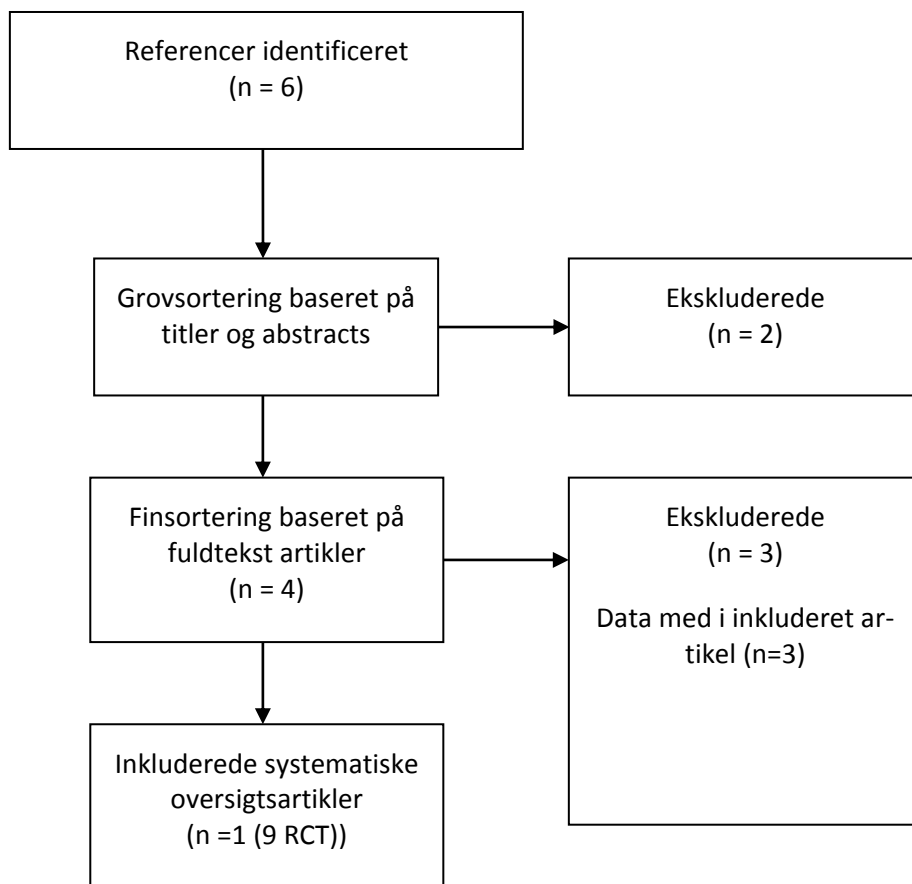 Referencer identificeret
(n = 6)
Grovsortering baseret på
titler og abstracts
Ekskluderede
(n = 2)
Finsortering baseret på
fuldtekst artikler
(n = 4)
Ekskluderede
(n = 3)
Data med i inkluderet ar-
tikel (n=3)
Inkluderede systematiske
oversigtsartikler
(n =1 (9 RCT))